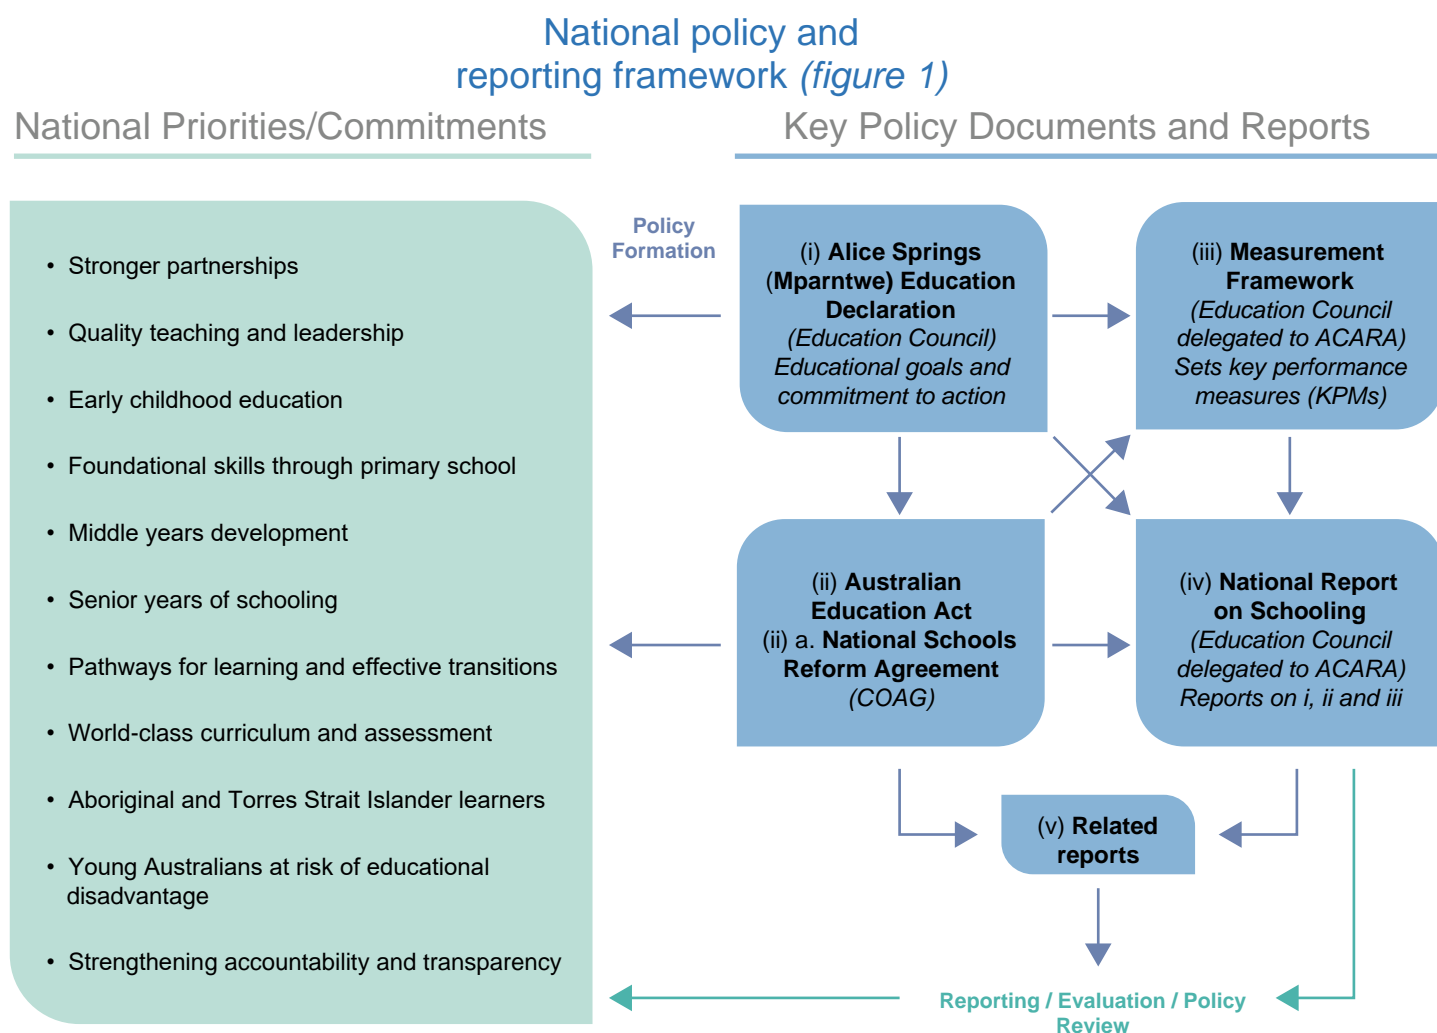 National policy and
reporting framework (figure 1)
National Priorities/Commitments
• Stronger partnerships
• Quality teaching and leadership
• Early childhood education
• Foundational skills through primary school
• Middle years development
• Senior years of schooling
• Pathways for learning and effective transitions
• World-class curriculum and assessment
• Aboriginal and Torres Strait Islander learners
• Young Australians at risk of educational
disadvantage
• Strengthening accountability and transparency
Key Policy Documents and Reports
Policy
Formation
(i) Alice Springs
(Mparntwe) Education
Declaration
(Education Council)
Educational goals and
commitment to action
(iii) Measurement
Framework
(Education Council
delegated to ACARA)
Sets key performance
measures (KPMs)
(ii) Australian
Education Act
(ii) a. National Schools
Reform Agreement
(COAG)
(iv) National Report
on Schooling
(Education Council
delegated to ACARA)
Reports on i, ii and iii
(v) Related
reports
Reporting / Evaluation / Policy
Review